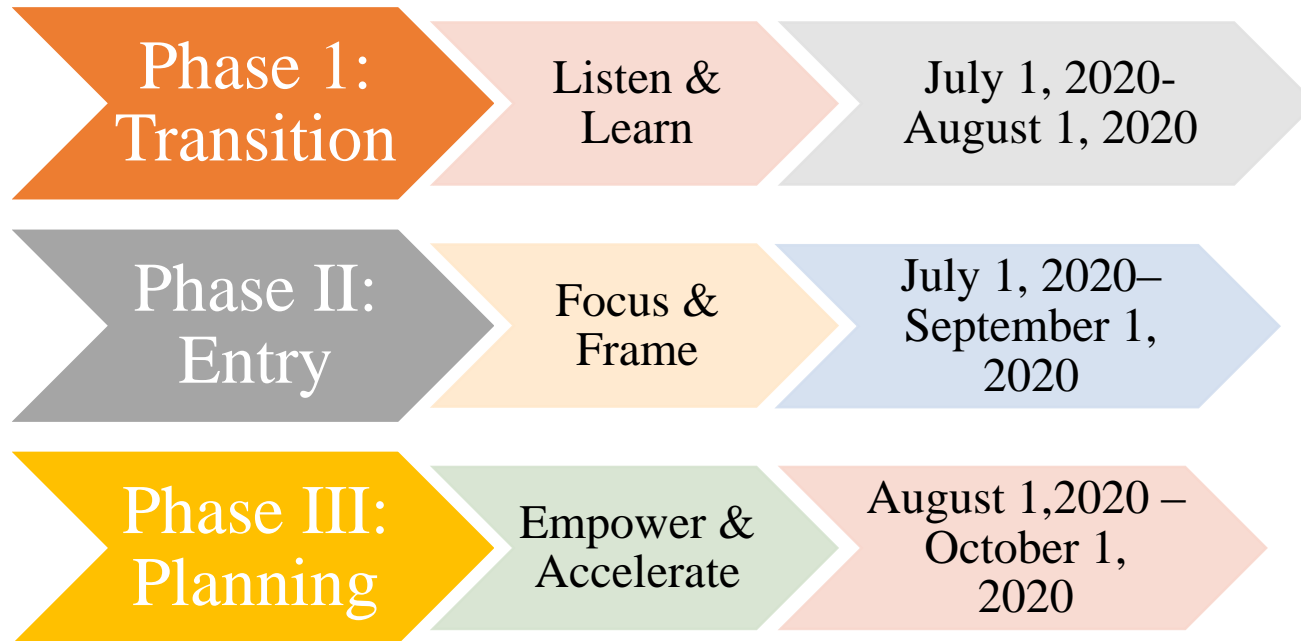 Phase 1:
Transition
Listen &
Learn
July 1, 2020-
August 1, 2020
Phase II:
Entry
Focus &
Frame
July 1, 2020–
September 1,
2020
Phase III:
Planning
Empower &
Accelerate
August 1,2020 –
October 1,
2020